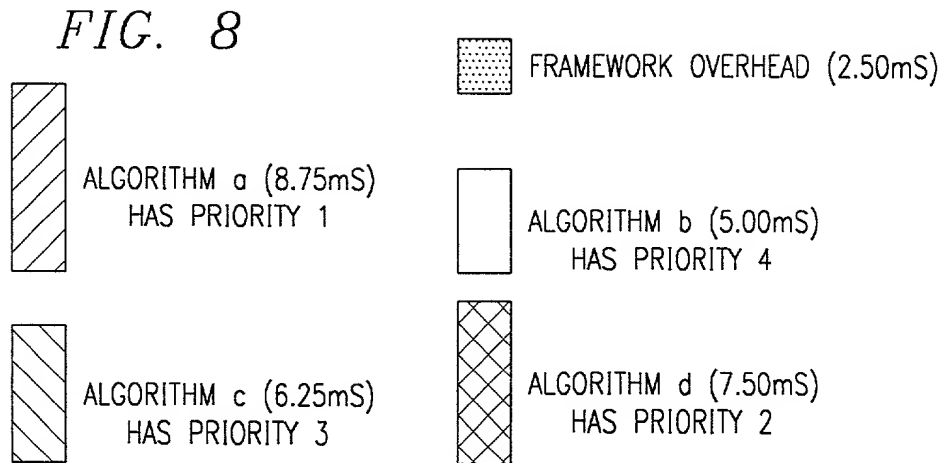 FIG. 8
FRAMEWORK OVERHEAD (2.50mS)
ALGORITHM a (8.75mS)
HAS PRIORITY 1
ALGORITHM b (5.00mS)
HAS PRIORITY 4
ALGORITHM c (6.25mS)
HAS PRIORITY 3
ALGORITHM d (7.50mS)
HAS PRIORITY 2